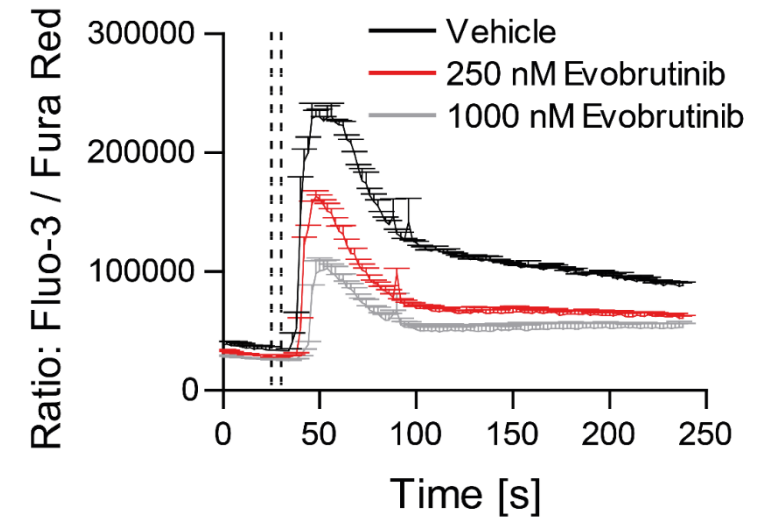 Ratio: Fluo-3 / Fura Red
300000
200000
100000
0
Vehicle
250 nM Evobrutinib
1000 nM Evobrutinib
0 50 100 150 200 250
Time [s]